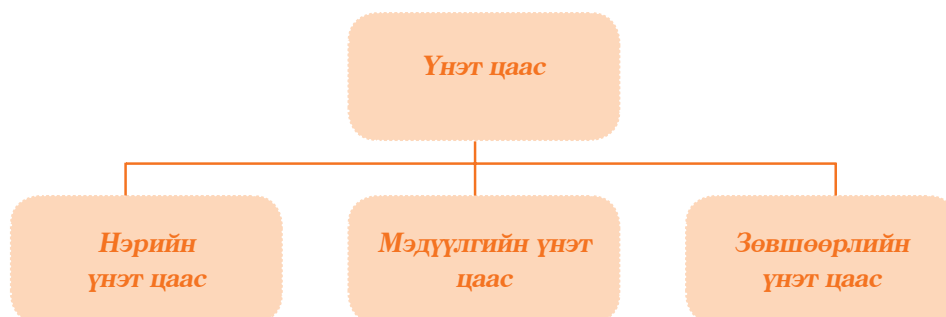 Үнэт цаас
Нэрийн
үнэт цаас
Мэдүүлгийн үнэт
цаас
Зөвшөөрлийн
үнэт цаас